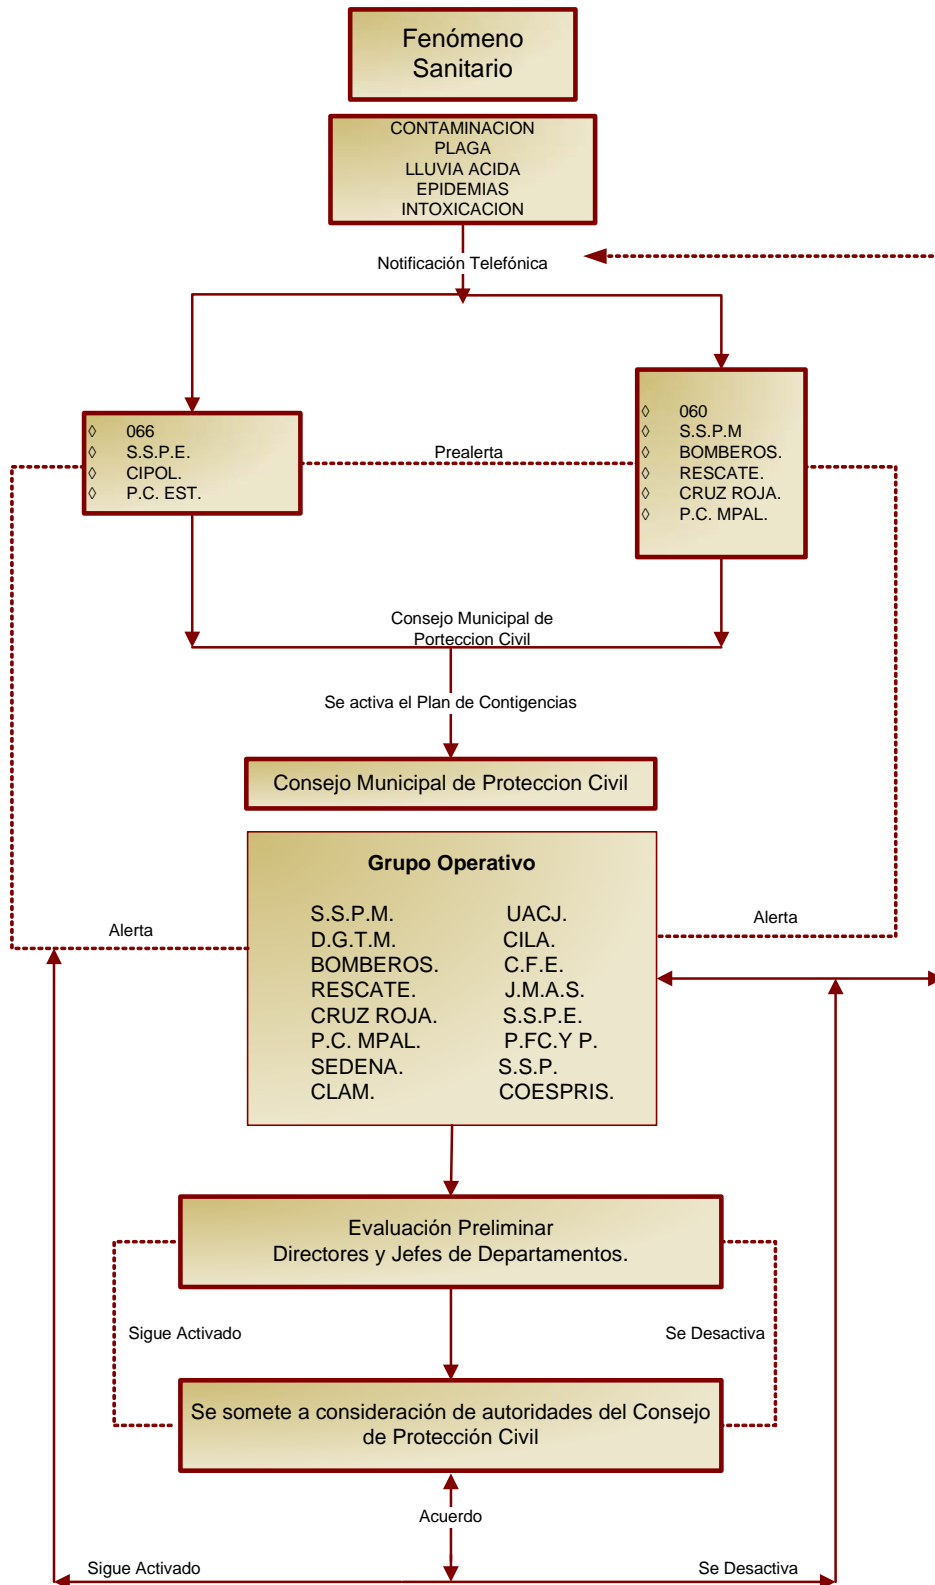 Fenómeno
Sanitario
CONTAMINACION
PLAGA
LLUVIA ACIDA
EPIDEMIAS
INTOXICACION
Notificación Telefónica
◊ 066
◊ S.S.P.E.
◊ CIPOL.
◊ P.C. EST.
Prealerta
◊ 060
◊ S.S.P.M
◊ BOMBEROS.
◊ RESCATE.
◊ CRUZ ROJA.
◊ P.C. MPAL.
Consejo Municipal de
Porteccion Civil
Se activa el Plan de Contigencias
Consejo Municipal de Proteccion Civil
Grupo Operativo
S.S.P.M. UACJ.
D.G.T.M. CILA.
BOMBEROS. C.F.E.
RESCATE. J.M.A.S.
CRUZ ROJA. S.S.P.E.
P.C. MPAL. P.FC.Y P.
SEDENA. S.S.P.
CLAM. COESPRIS.
Alerta
Alerta
Evaluación Preliminar
Directores y Jefes de Departamentos.
Sigue Activado
Se Desactiva
Se somete a consideración de autoridades del Consejo
de Protección Civil
Acuerdo
Sigue Activado
Se Desactiva